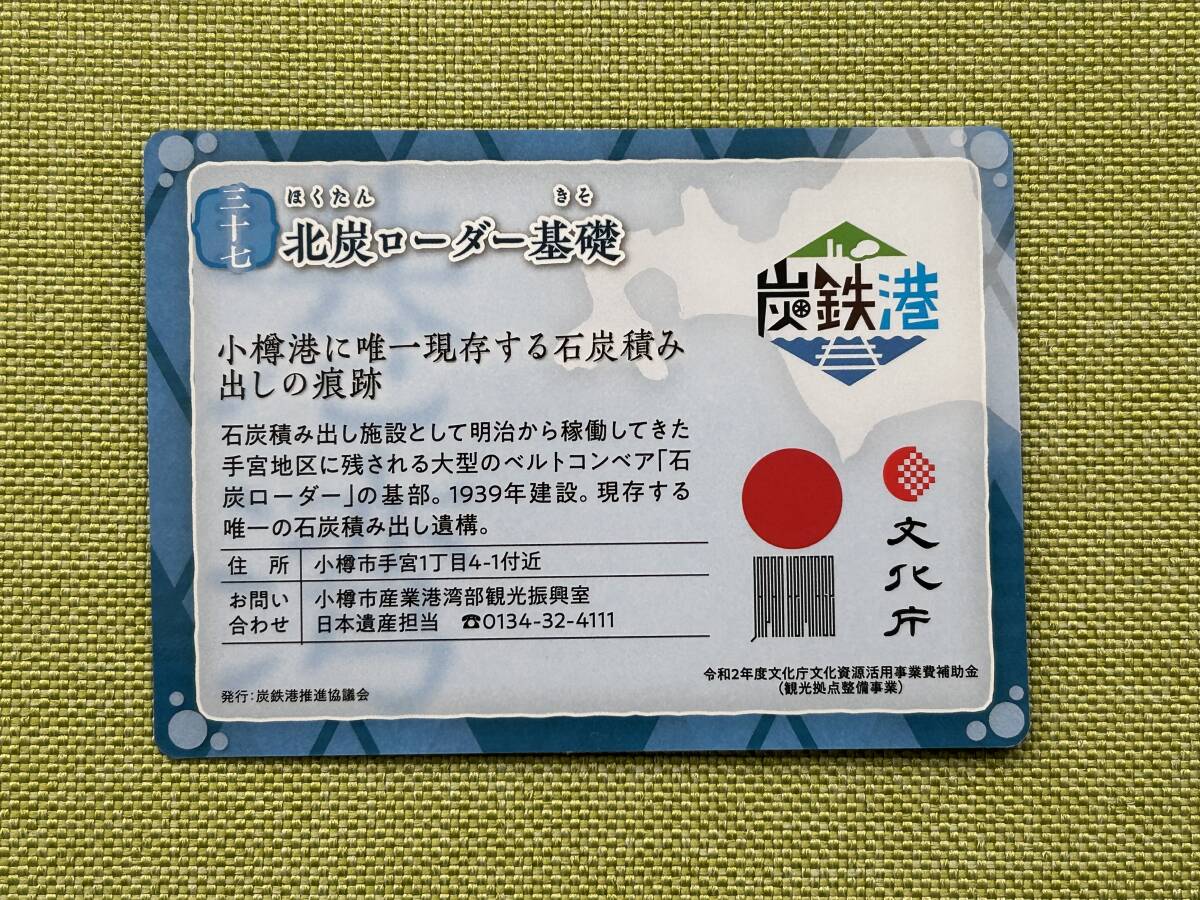 三十七
ほくたん きそ
北炭ローダー基礎
炭鉄港
小樽港に唯一現存する石炭積み
出しの痕跡
石炭積み出し施設として明治から稼働してきた
手宮地区に残される大型のベルトコンベア「石
炭ローダー」の基部。1939年建設。現存する
唯一の石炭積み出し遺構。
住 所 小樽市手宮1丁目4-1付近
お問い 小樽市産業港湾部観光振興室
合わせ 日本遺産担当 ☎0134-32-4111
文化庁
発行:炭鉄港推進協議会
令和2年度文化庁文化資源活用事業費補助金
(観光拠点整備事業)